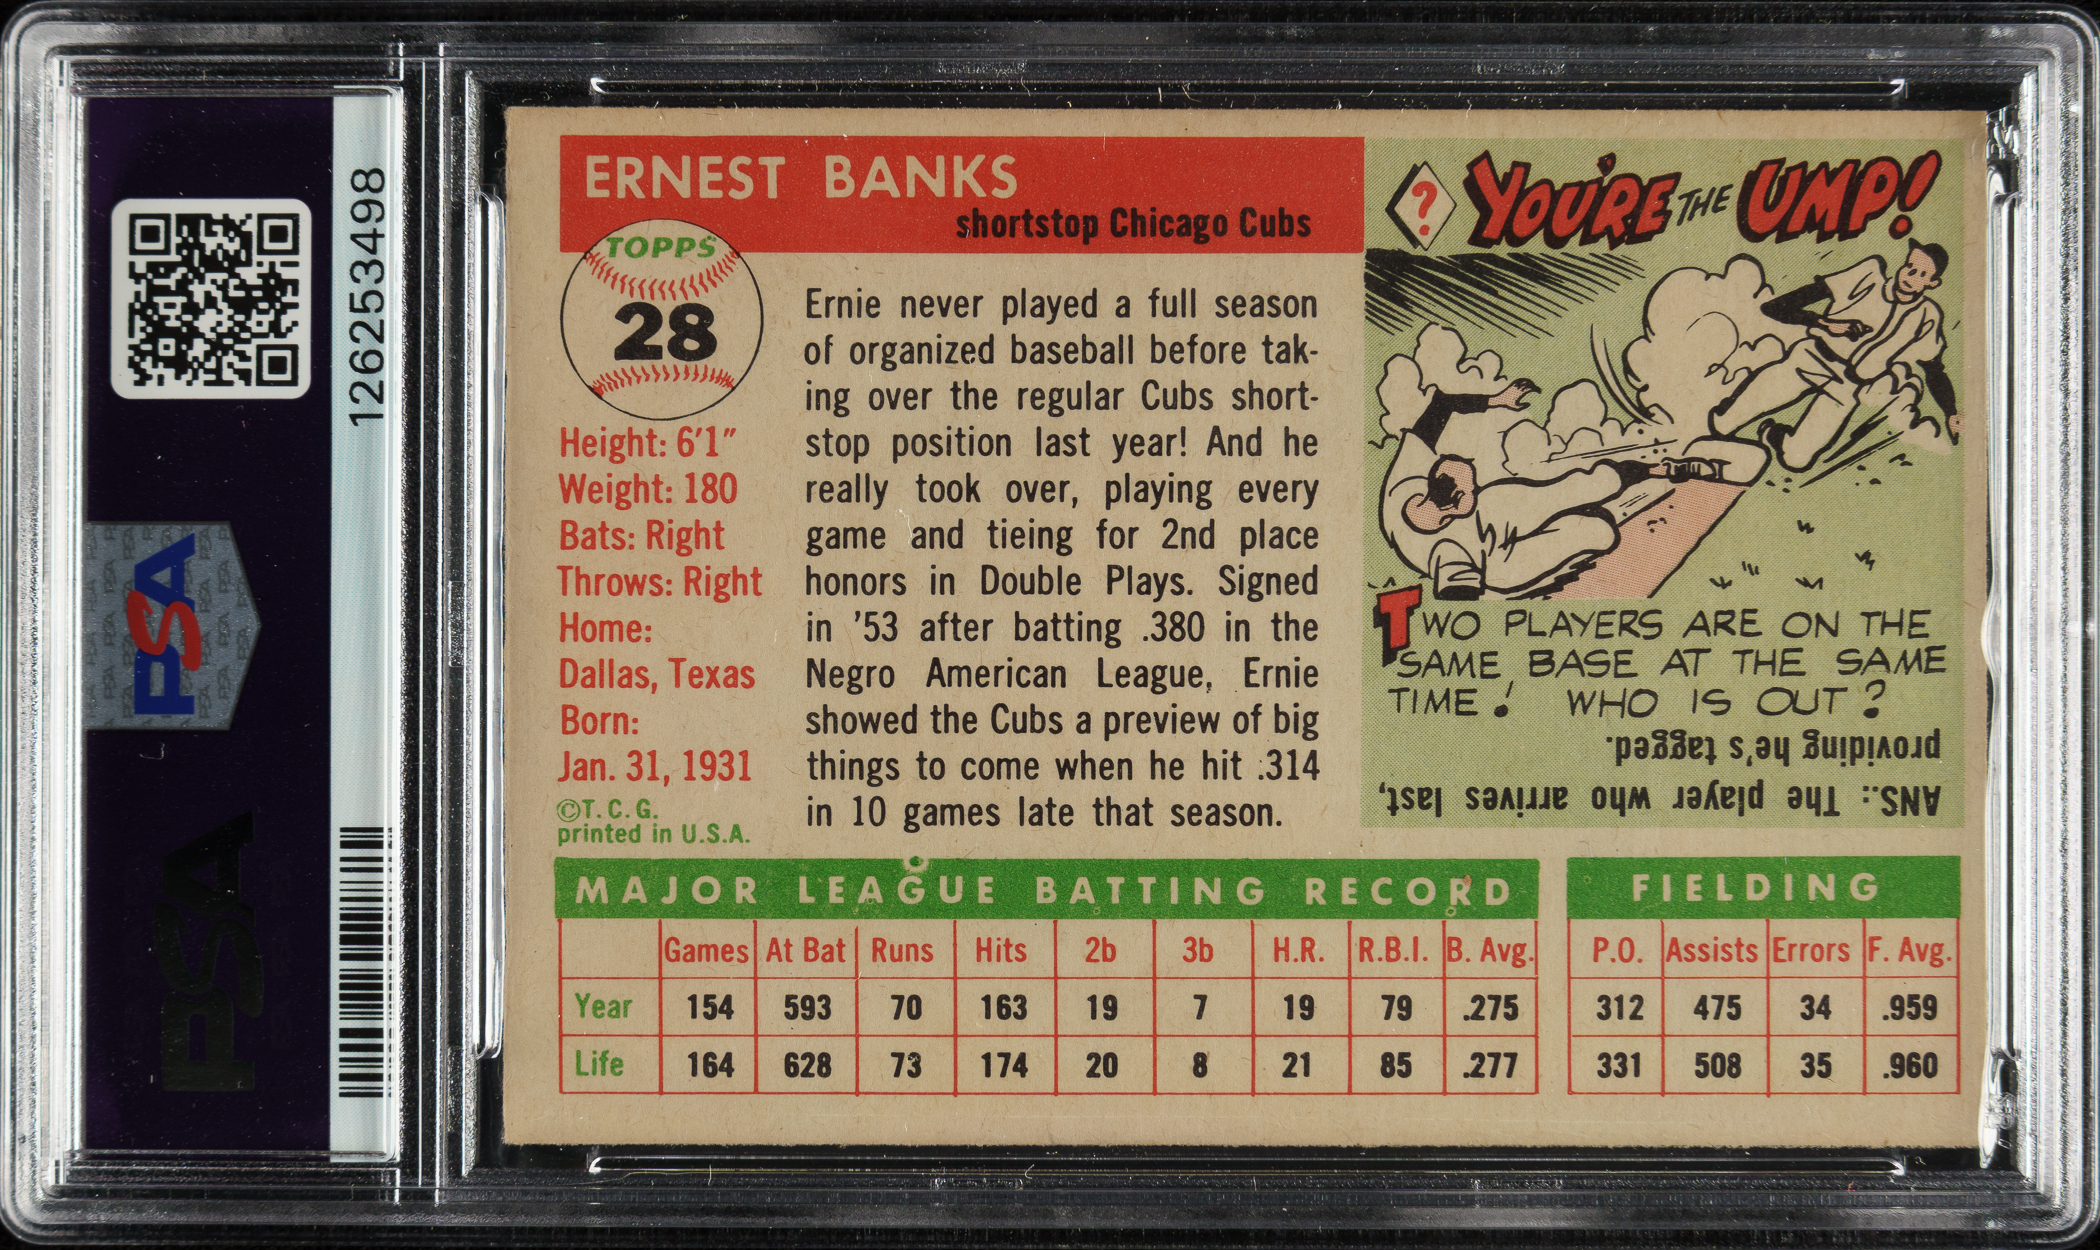 126253498
PSA
PSA
ERNEST BANKS
shortstop Chicago Cubs
TOPPS
28
Height: 6'1"
Weight: 180
Bats: Right
Throws: Right
Home:
Dallas, Texas
Born:
Jan. 31, 1931
©T. C. G.
printed in U.S.A.
Ernie never played a full season
of organized baseball before tak-
ing over the regular Cubs short-
stop position last year! And he
really took over, playing every
game and tieing for 2nd place
honors in Double Plays. Signed
in '53 after batting .380 in the
Negro American League, Ernie
showed the Cubs a preview of big
things to come when he hit .314
in 10 games late that season.
? YOU'RE THE UMP!
TWO PLAYERS ARE ON THE
SAME BASE AT THE SAME
TIME! WHO IS OUT?
ANS.: The player who arrives last,
providing he's tagged.
MAJOR LEAGUE BATTING RECORD
Games At Bat Runs Hits 2b 3b H.R. R.B.I. B. Avg.
Year 154 593 70 163 19 7 19 79 .275
Life 164 628 73 174 20 8 21 85 .277
FIELDING
P.O. Assists Errors F. Avg.
312 475 34 .959
331 508 35 .960